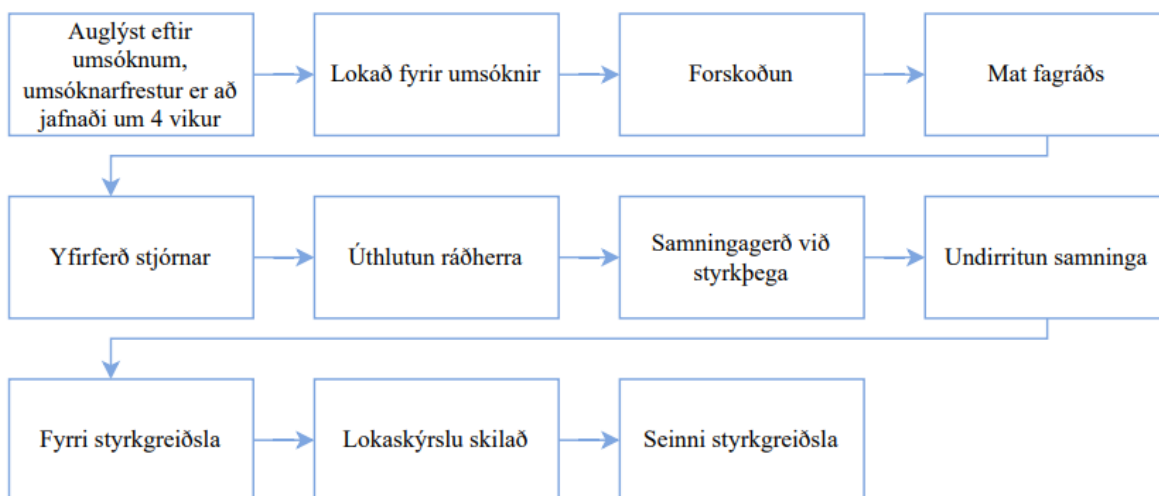 Auglýst eftir
umsóknum,
umsóknarfrestur er að
jafnaði um 4 vikur
Lokað fyrir umsóknir
Forskoðun
Mat fagráðs
Yfirferð stjórnar
Úthlutun ráðherra
Samningagerð við
styrkþega
Undirritun samninga
Fyrri styrkgreiðsla
Lokaskýrslu skilað
Seinni styrkgreiðsla